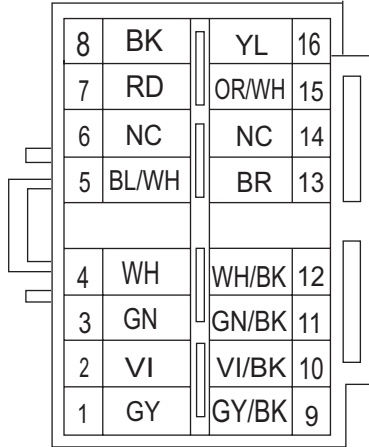 8 BK YL 16
7 RD OR/WH 15
6 NC NC 14
5 BL/WH BR 13
4 WH WH/BK 12
3 GN GN/BK 11
2 VI VI/BK 10
1 GY GY/BK 9